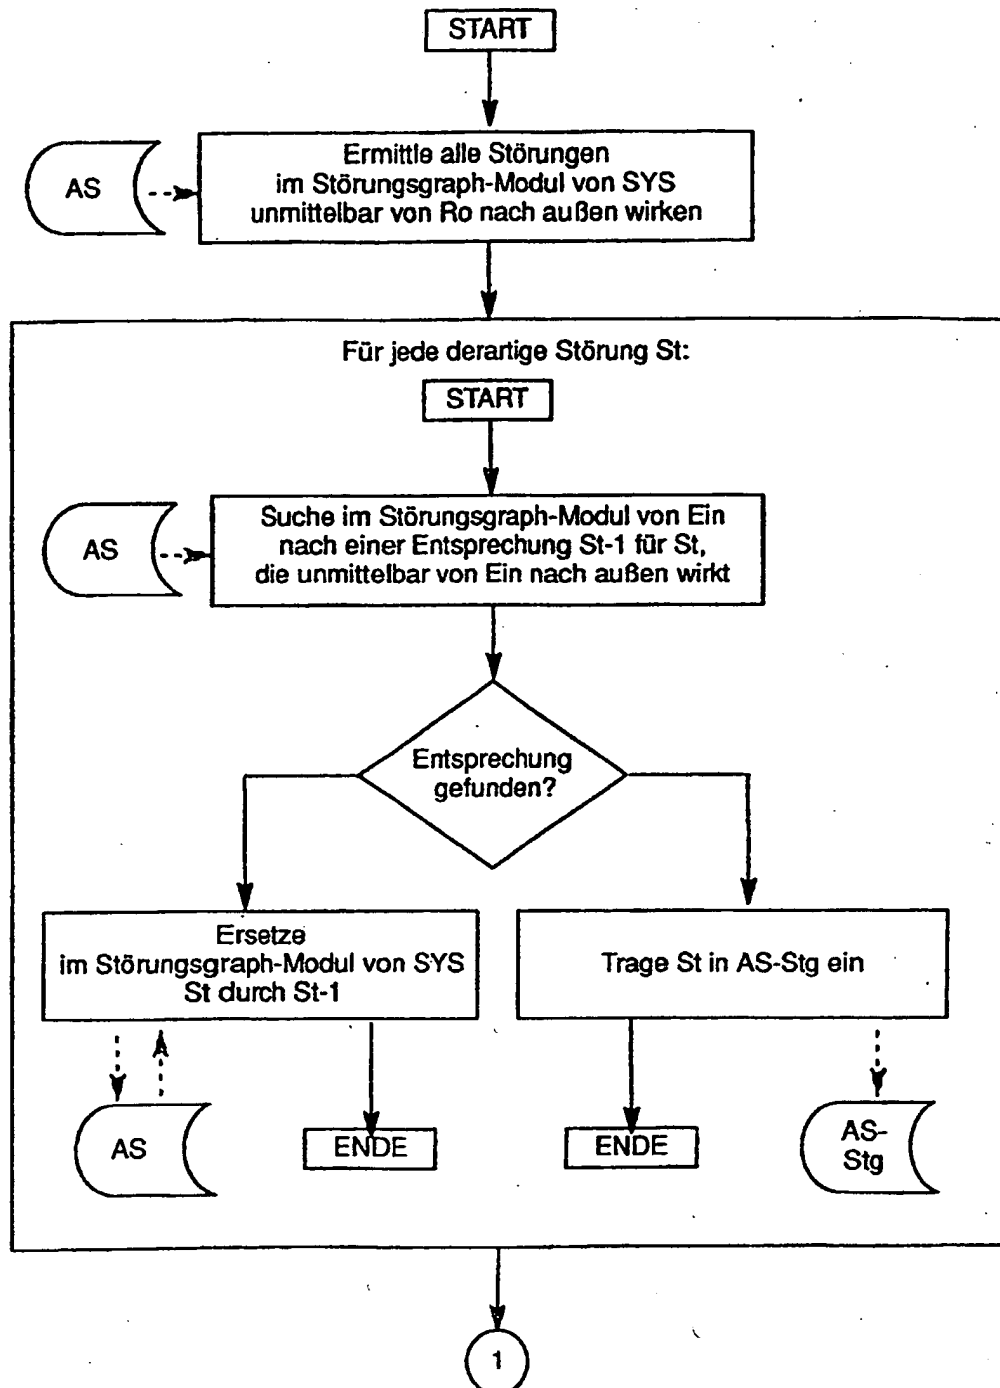 START
AS
Ermittle alle Störungen
im Störungsgraph-Modul von SYS
unmittelbar von Ro nach außen wirken
Für jede derartige Störung St:
START
AS
Suche im Störungsgraph-Modul von Ein
nach einer Entsprechung St-1 für St,
die unmittelbar von Ein nach außen wirkt
Entsprechung
gefunden?
Ersetze
im Störungsgraph-Modul von SYS
St durch St-1
Trage St in AS-Stg ein
AS
ENDE
ENDE
AS-
Stg
1